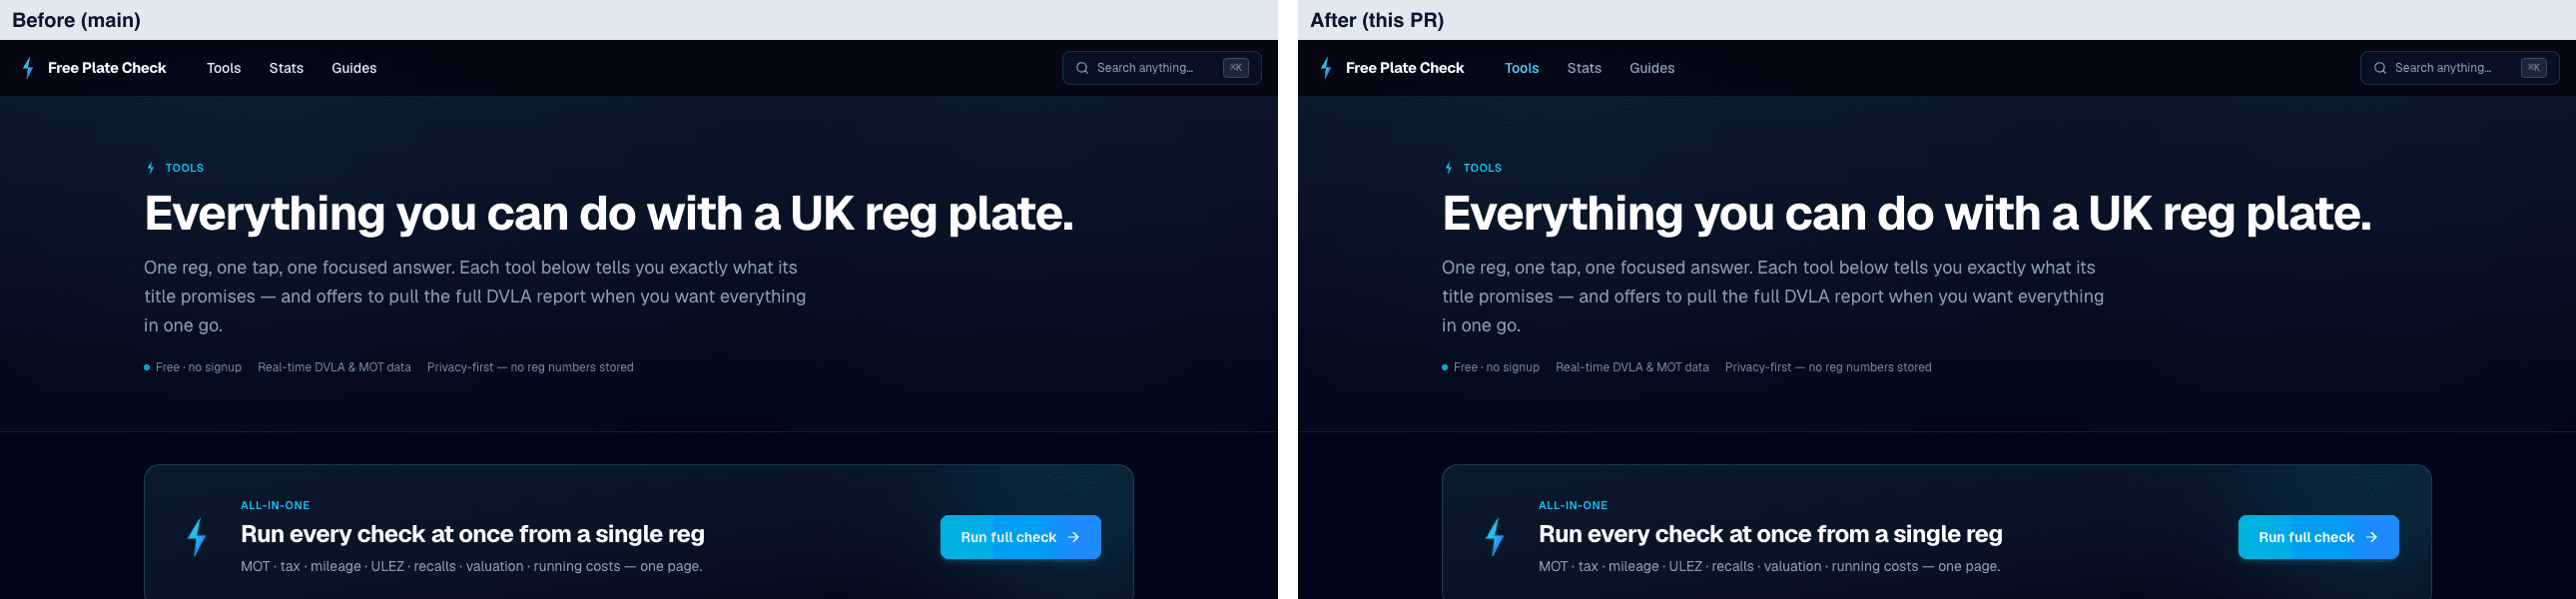 Before (main)
Free Plate Check Tools Stats Guides Search anything... ⌘K
TOOLS
Everything you can do with a UK reg plate.
One reg, one tap, one focused answer. Each tool below tells you exactly what its
title promises — and offers to pull the full DVLA report when you want everything
in one go.
Free · no signup Real-time DVLA & MOT data Privacy-first — no reg numbers stored
ALL-IN-ONE
Run every check at once from a single reg
MOT · tax · mileage · ULEZ · recalls · valuation · running costs — one page.
Run full check →
After (this PR)
Free Plate Check Tools Stats Guides Search anything... ⌘K
TOOLS
Everything you can do with a UK reg plate.
One reg, one tap, one focused answer. Each tool below tells you exactly what its
title promises — and offers to pull the full DVLA report when you want everything
in one go.
Free · no signup Real-time DVLA & MOT data Privacy-first — no reg numbers stored
ALL-IN-ONE
Run every check at once from a single reg
MOT · tax · mileage · ULEZ · recalls · valuation · running costs — one page.
Run full check →